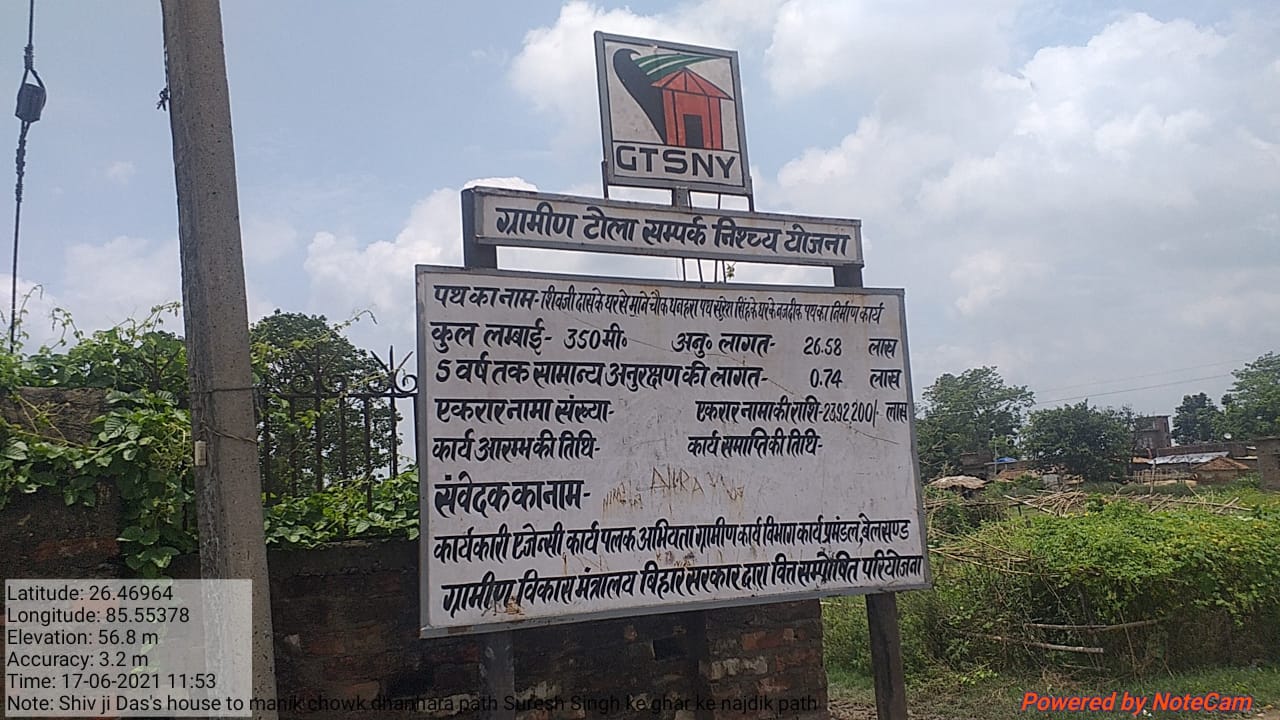 GTSNY
ग्रामीण टोला सम्पर्क निश्च्य योजना
पथ का नाम- शिवजी दास के घर से माने चौक धनहरा पथ सुरेश सिंह के घर के नजदीक पथ का निर्माण कार्य
कुल लम्बाई- 350मी० अनु० लागत- 26.58 लाख
5 वर्ष तक सामान्य अनुरक्षण की लागत- 0.74 लाख
एकरारनामा संख्या- एकरारनामा की राशि-2392200/- लाख
कार्य आरम्भ की तिथि- कार्य समाप्ति की तिथि-
संवेदक का नाम-
कार्यकारी एजेन्सी कार्य पलक अभियता ग्रामीण कार्य विभाग कार्य प्रमंडल, बेलसण्ड
ग्रामीण विकास मंत्रालय बिहार सरकार द्वारा वित्त सम्पोषित परियोजना
Latitude: 26.46964
Longitude: 85.55378
Elevation: 56.8 m
Accuracy: 3.2 m
Time: 17-06-2021 11:53
Note: Shiv ji Das's house to manik chowk dhanhara path Suresh Singh ke ghar ke najdik path
Powered by NoteCam